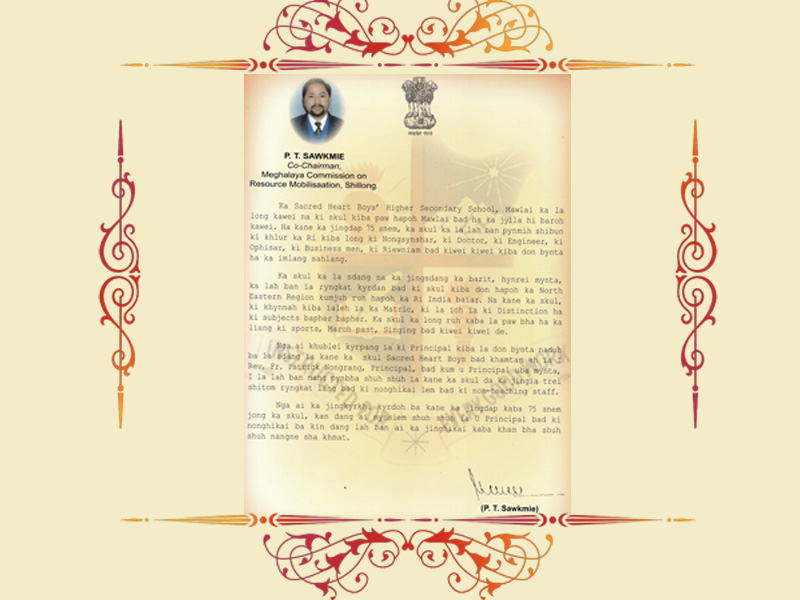 P. T. SAWKMIE
Co-Chairman,
Meghalaya Commission on
Resource Mobilisaation, Shillong.
Ka Sacred Heart Boys' Higher Secondary School, Mawlai ka la
long kawei na ki skul kiba paw hapoh Mawlai bad ha ka jylla hi baroh
kawei. Ha kane ka jingdap 75 snem, ka skul ka la lah ban pynmih shibun
ki khlur ka Ri kiba long ki Nongsynshar, ki Doctor, ki Engineer, ki
Ophisar, ki Business men, ki Riewniam bad kiwei kiwei kiba don bynta
ha ka imlang sahlang.
Ka skul ka la sdang na ka jingsdang ka barit, hynrei mynta,
ka lah ban ia ryngkat kyrdan bad ki skul kiba don hapoh ka North
Eastern Region kumjuh ruh hapoh ka Ri India baiar. Na kane ka skul,
ki khynnah kiba ialeh ia ka Matric, ki la ioh ia ki Distinction ha
ki subjects bapher bapher. Ka skul ka long ruh kaba la paw bha ha ka
liang ki sports, March past, Singing bad kiwei kiwei de.
Nga ai khublei kyrpang ia ki Principal kiba la don bynta naduh
ba la sdang ia kane ka skul Sacred Heart Boys bad khamtam eh ia I
Rev. Fr. Patrick Nongrang, Principal, bad kum u Principal uba mynta,
I la lah ban nang synbha shuh shuh ia kane ka skul da ka jingia trei
shitom ryngkat lang bad ki nonghikai lem bad ki non-teaching staff.
Nga ai ka jingkyrkhu kyrdoh ba kane ka jingdap kaba 75 snem
jong ka skul, kan dang ai mynsiem shuh shuh ia U Principal bad ki
nonghikai ba kin dang lah ban ai ka jinghikai kaba kham bha shuh
shuh nangne sha khmat.
(P. T. Sawkmie)